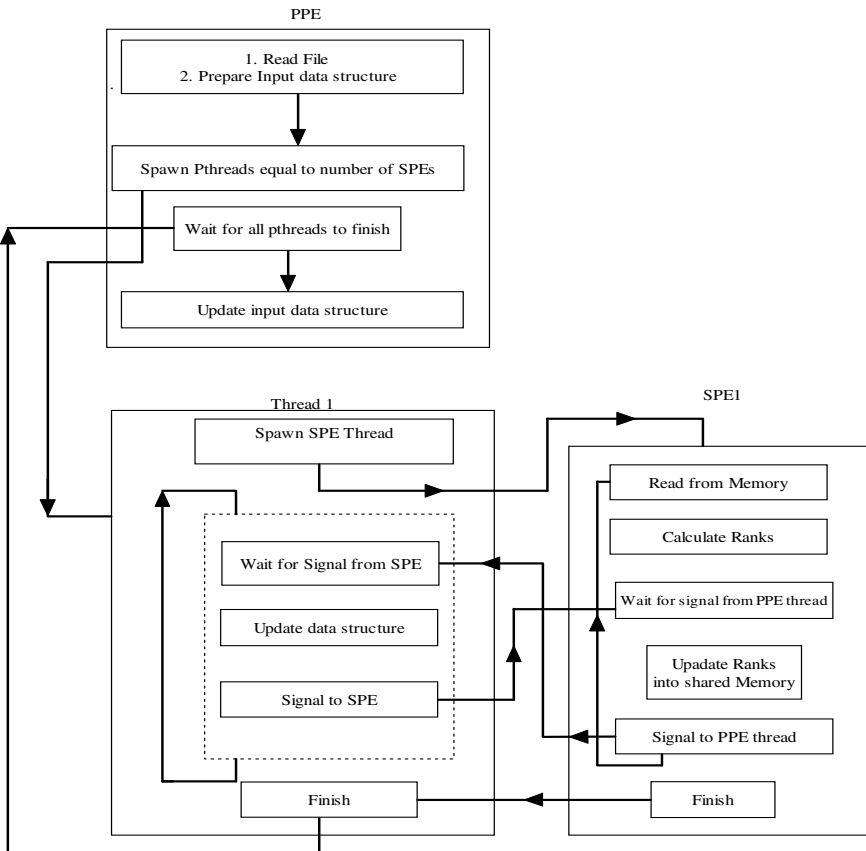 PPE
1. Read File
2. Prepare Input data structure
Spawn Pthreads equal to number of SPEs
Wait for all pthreads to finish
Update input data structure
Thread 1
Spawn SPE Thread
Wait for Signal from SPE
Update data structure
Signal to SPE
Finish
SPE1
Read from Memory
Calculate Ranks
Wait for signal from PPE thread
Upadate Ranks
into shared Memory
Signal to PPE thread
Finish